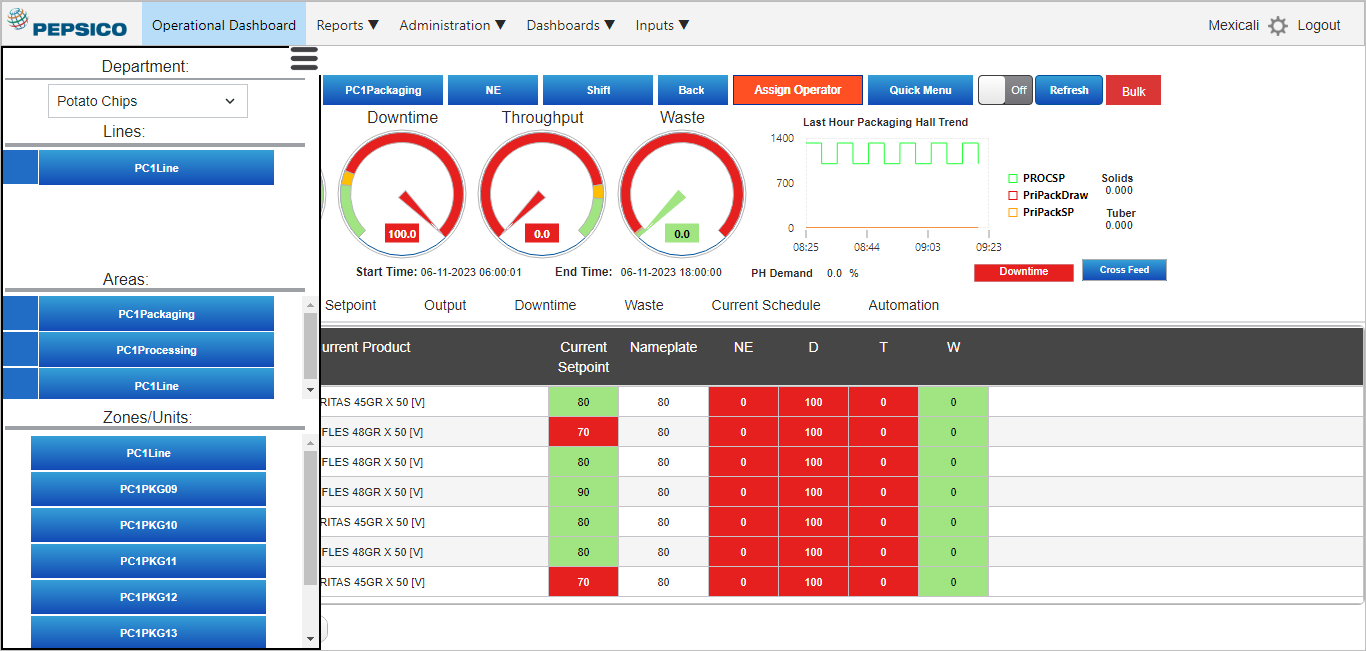 PEPSICO Operational Dashboard Reports ▼ Administration ▼ Dashboards ▼ Inputs ▼ Mexicali Logout
Department:
Potato Chips
Lines:
PC1Line
Areas:
PC1Packaging
PC1Processing
PC1Line
Zones/Units:
PC1Line
PC1PKG09
PC1PKG10
PC1PKG11
PC1PKG12
PC1PKG13
PC1Packaging NE Shift Back Assign Operator Quick Menu Off Refresh Bulk
Downtime Throughput Waste
100.0 0.0 0.0
Last Hour Packaging Hall Trend
1400
700
0
08:25 08:44 09:03 09:23
PROCSP
PriPackDraw
PriPackSP
Solids
0.000
Tuber
0.000
Start Time: 06-11-2023 06:00:01 End Time: 06-11-2023 18:00:00 PH Demand 0.0 %
Downtime Cross Feed
Setpoint Output Downtime Waste Current Schedule Automation
urrent Product Current Setpoint Nameplate NE D T W
RITAS 45GR X 50 [V] 80 80 0 100 0 0
FLES 48GR X 50 [V] 70 80 0 100 0 0
FLES 48GR X 50 [V] 80 80 0 100 0 0
FLES 48GR X 50 [V] 90 80 0 100 0 0
RITAS 45GR X 50 [V] 80 80 0 100 0 0
FLES 48GR X 50 [V] 80 80 0 100 0 0
RITAS 45GR X 50 [V] 70 80 0 100 0 0